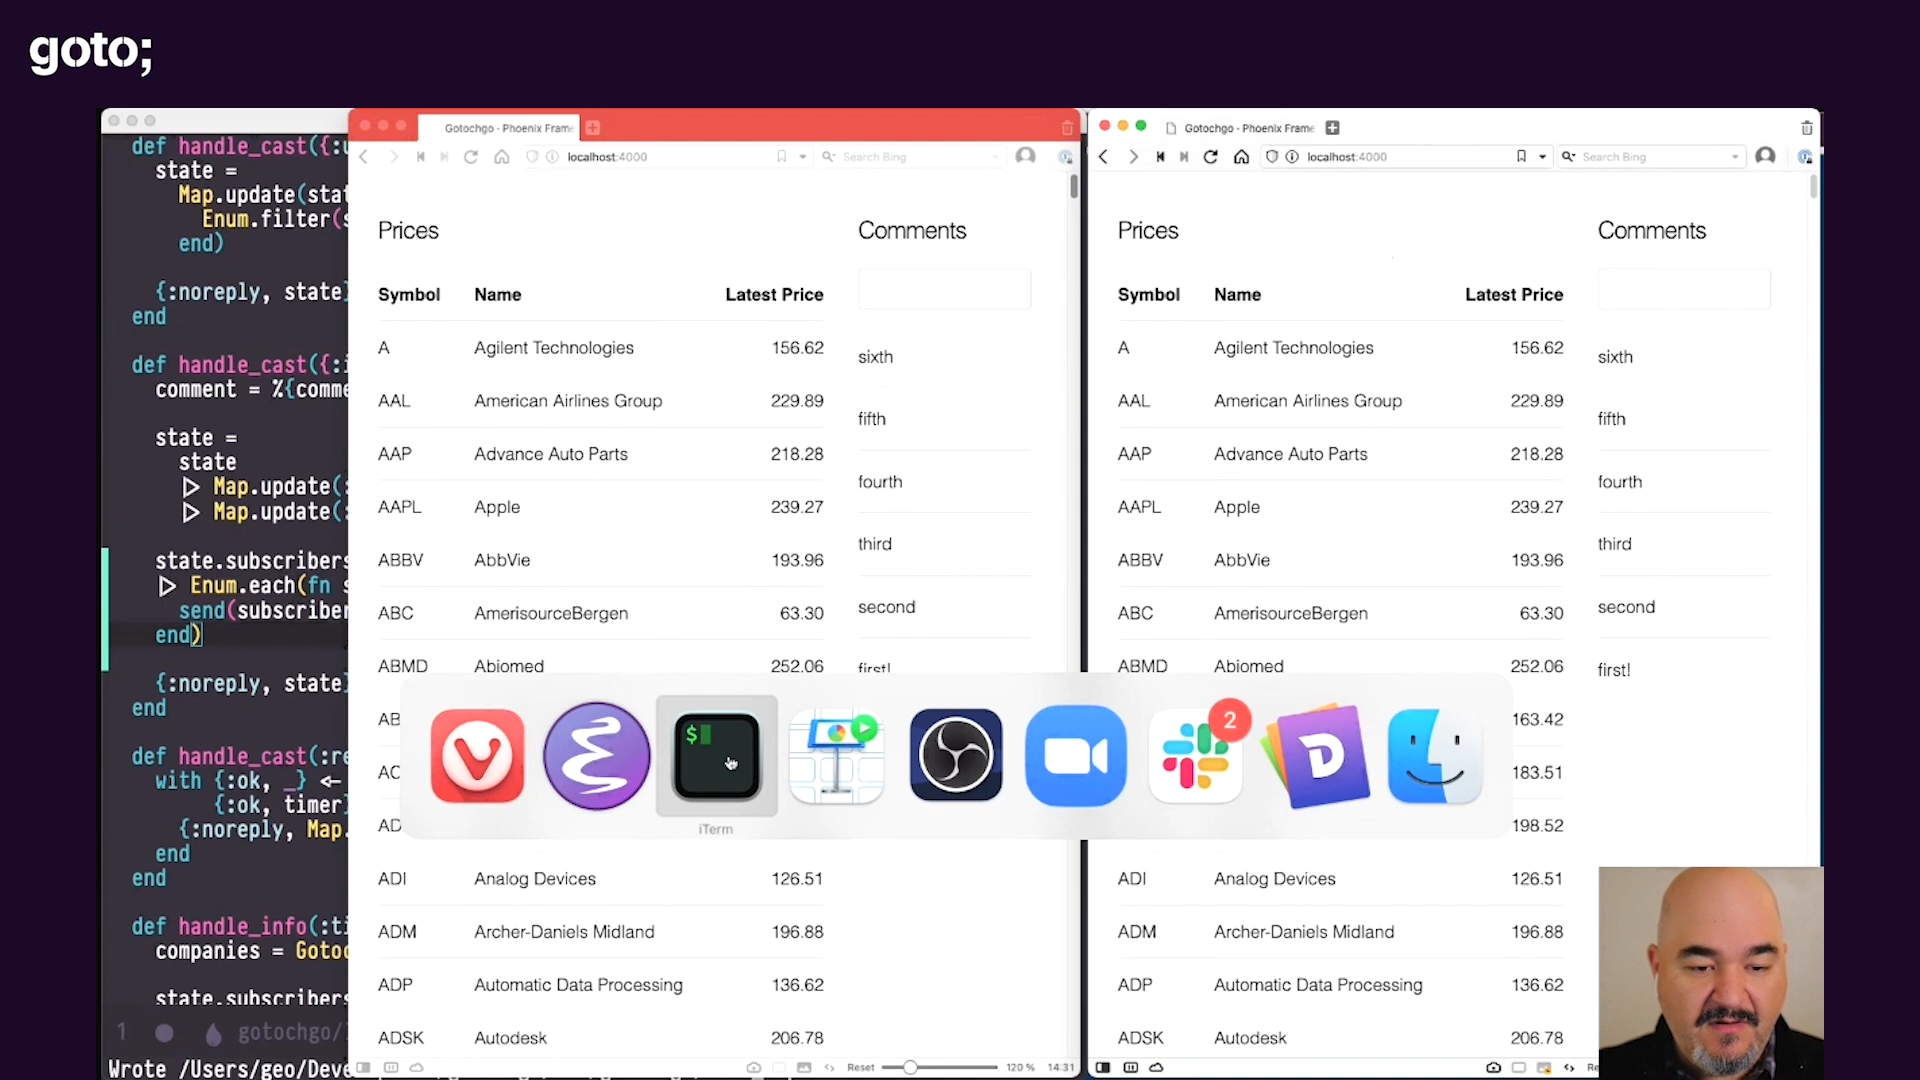 goto;
def handle_cast({:u
state =
Map.update(stat
Enum.filter(s
end)
{:noreply, state}
end
def handle_cast({:i
comment = %{comme
state =
state
|> Map.update(:
|> Map.update(:
state.subscribers
|> Enum.each(fn s
send(subscriber
end)
{:noreply, state}
end
def handle_cast(:re
with {:ok, _} <-
{:ok, timer}
{:noreply, Map.
end
end
def handle_info(:ti
companies = Gotoc
state.subscribers
1 gotochgo/
Wrote /Users/geo/Deve
Gotochgo - Phoenix Frame
localhost:4000
Search Bing
Prices
Symbol Name Latest Price
A Agilent Technologies 156.62
AAL American Airlines Group 229.89
AAP Advance Auto Parts 218.28
AAPL Apple 239.27
ABBV AbbVie 193.96
ABC AmerisourceBergen 63.30
ABMD Abiomed 252.06
AB
AC
AD
ADI Analog Devices 126.51
ADM Archer-Daniels Midland 196.88
ADP Automatic Data Processing 136.62
ADSK Autodesk 206.78
Comments
sixth
fifth
fourth
third
second
first!
Reset 120 % 14:31
Gotochgo - Phoenix Frame
localhost:4000
Search Bing
Prices
Symbol Name Latest Price
A Agilent Technologies 156.62
AAL American Airlines Group 229.89
AAP Advance Auto Parts 218.28
AAPL Apple 239.27
ABBV AbbVie 193.96
ABC AmerisourceBergen 63.30
ABMD Abiomed 252.06
163.42
183.51
198.52
ADI Analog Devices 126.51
ADM Archer-Daniels Midland 196.88
ADP Automatic Data Processing 136.62
ADSK Autodesk 206.78
Comments
sixth
fifth
fourth
third
second
first!
Re
$
2
D
iTerm